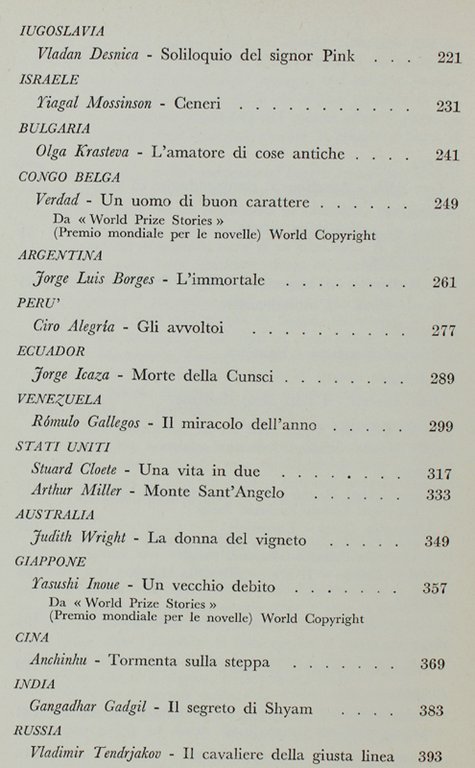 IUGOSLAVIA
Vladan Desnica - Soliloquio del signor Pink . . . 221
ISRAELE
Yiagal Mossinson - Ceneri . . . . . . . . . . 231
BULGARIA
Olga Krasteva - L'amatore di cose antiche . . . . 241
CONGO BELGA
Verdad - Un uomo di buon carattere . . . . . . 249
Da « World Prize Stories »
(Premio mondiale per le novelle) World Copyright
ARGENTINA
Jorge Luis Borges - L'immortale . . . . . . . . 261
PERU'
Ciro Alegría - Gli avvoltoi . . . . . . . . . . 277
ECUADOR
Jorge Icaza - Morte della Cunsci . . . . . . . . 289
VENEZUELA
Rómulo Gallegos - Il miracolo dell'anno . . . . . 299
STATI UNITI
Stuard Cloete - Una vita in due . . . . . . . . 317
Arthur Miller - Monte Sant'Angelo . . . . . . 333
AUSTRALIA
Judith Wright - La donna del vigneto . . . . . 349
GIAPPONE
Yasushi Inoue - Un vecchio debito . . . . . . . 357
Da « World Prize Stories »
(Premio mondiale per le novelle) World Copyright
CINA
Anchinhu - Tormenta sulla steppa . . . . . . . 369
INDIA
Gangadhar Gadgil - Il segreto di Shyam . . . . 383
RUSSIA
Vladimir Tendrjakov - Il cavaliere della giusta linea 393